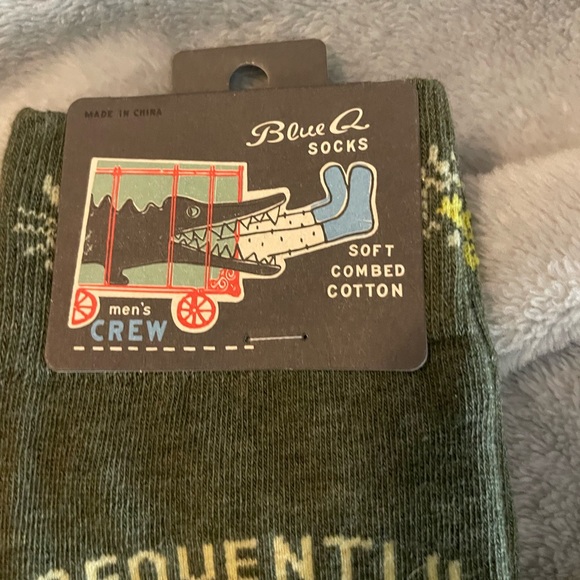 MADE IN CHINA
Blue Q
SOCKS
SOFT
COMBED
COTTON
men's
CREW